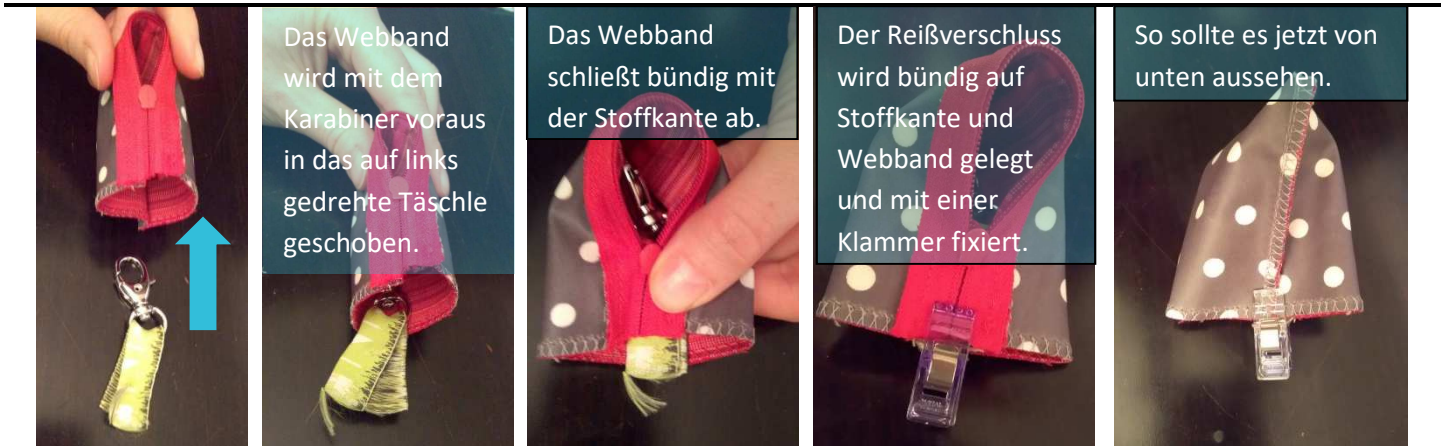 Das Webband
wird mit dem
Karabiner voraus
in das auf links
gedrehte Täschle
geschoben.
Das Webband
schließt bündig mit
der Stoffkante ab.
Der Reißverschluss
wird bündig auf
Stoffkante und
Webband gelegt
und mit einer
Klammer fixiert.
So sollte es jetzt von
unten aussehen.